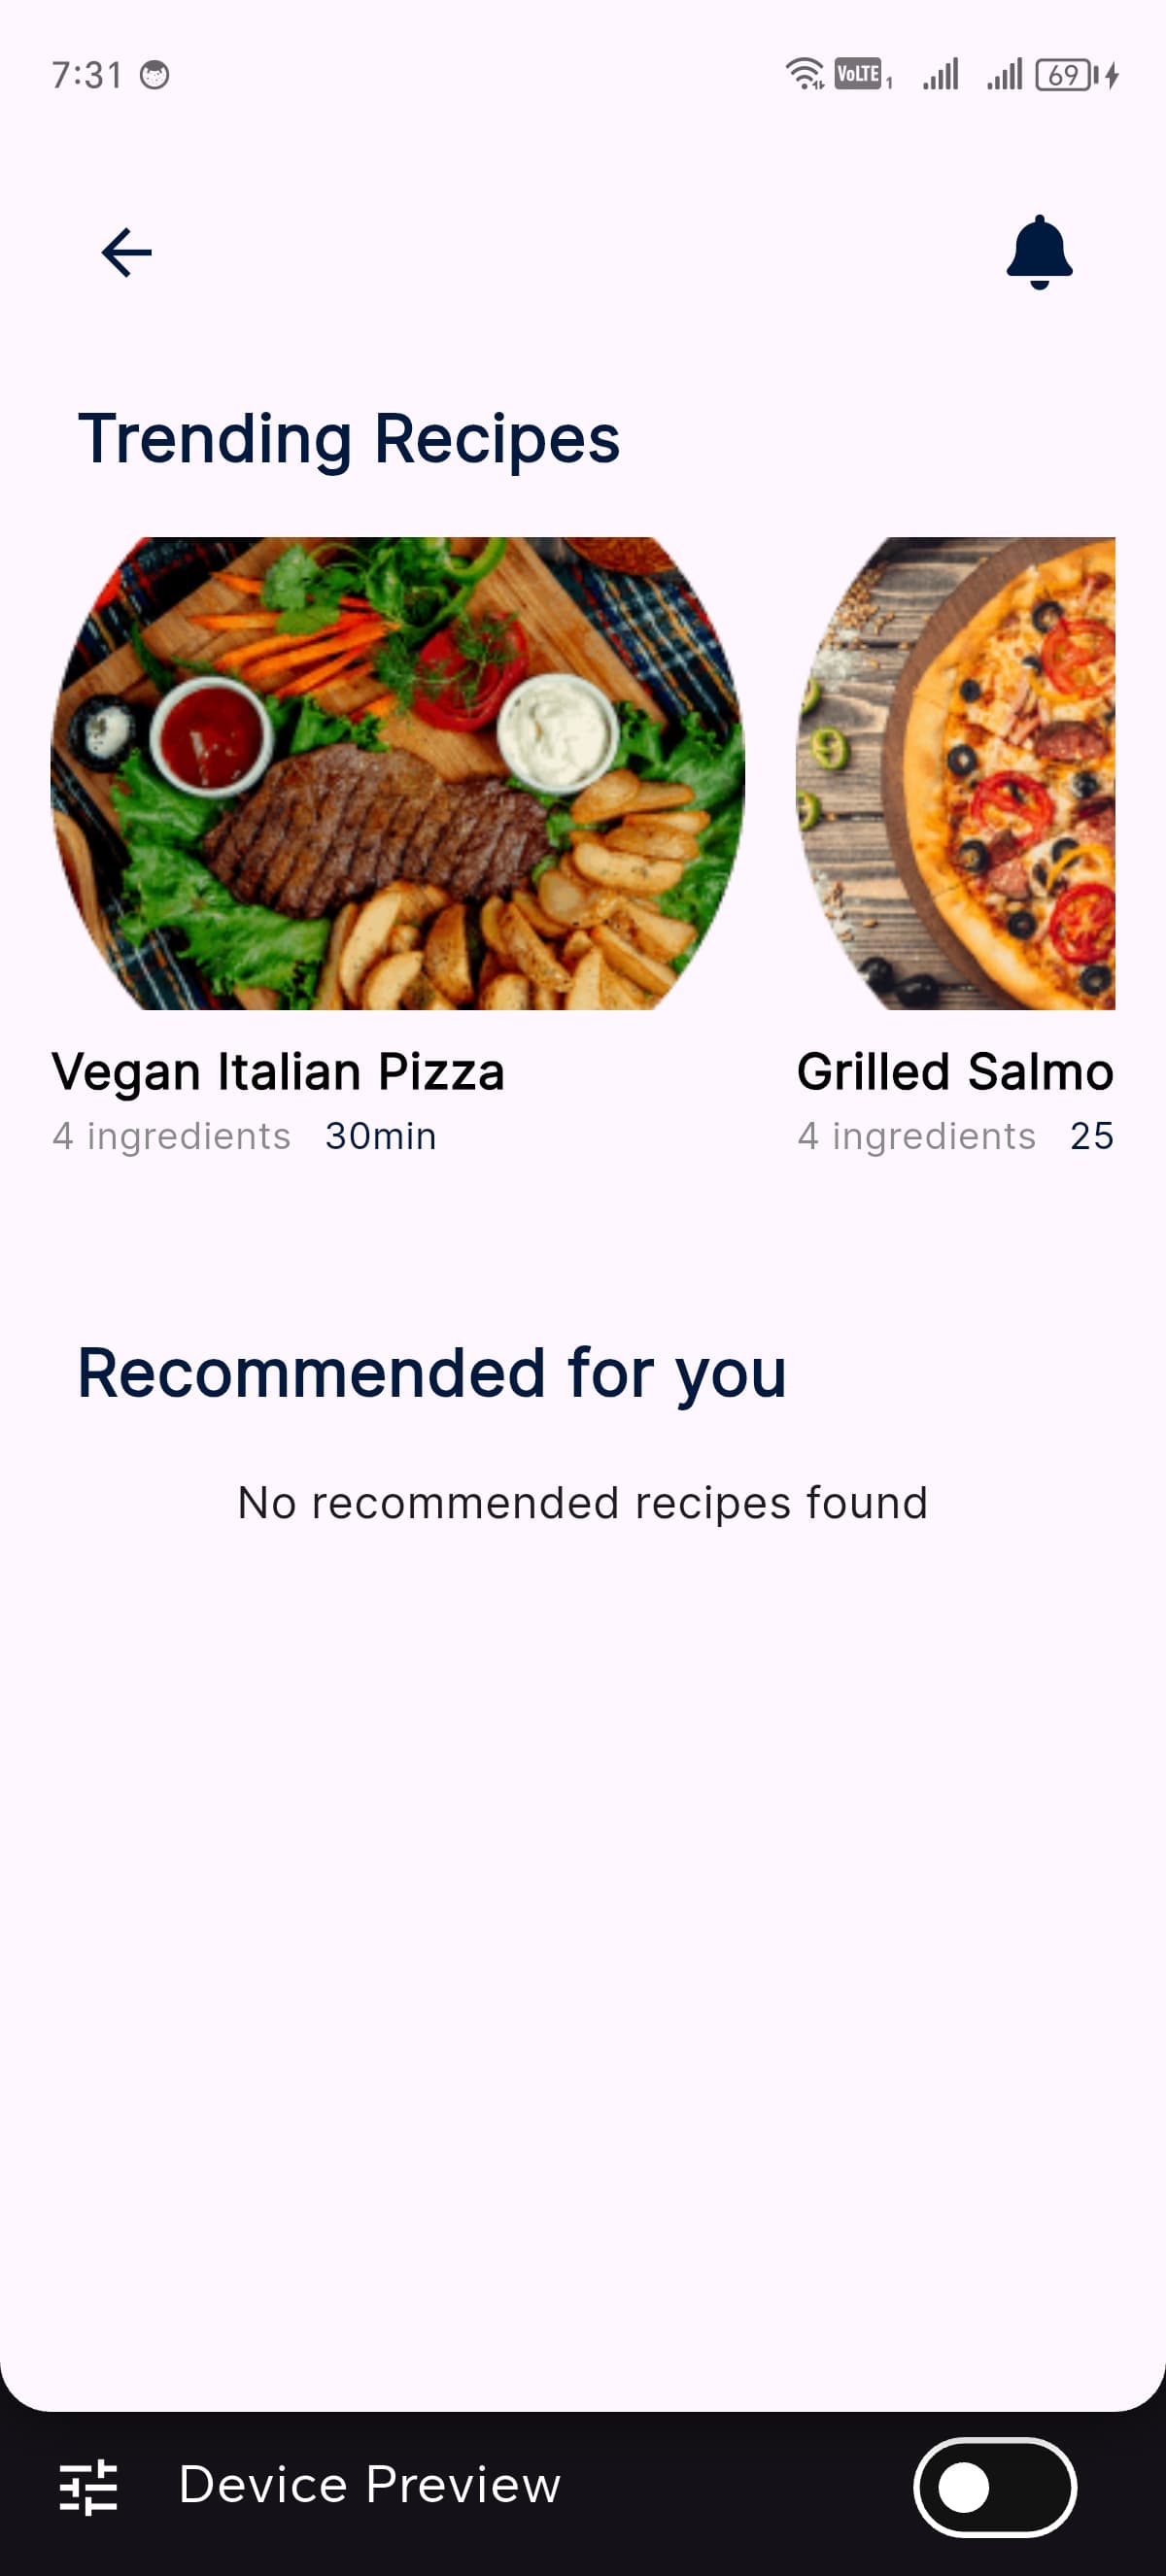 7:31 VoLTE 1 69
Trending Recipes
Vegan Italian Pizza
4 ingredients 30min
Grilled Salmo
4 ingredients 25
Recommended for you
No recommended recipes found
Device Preview